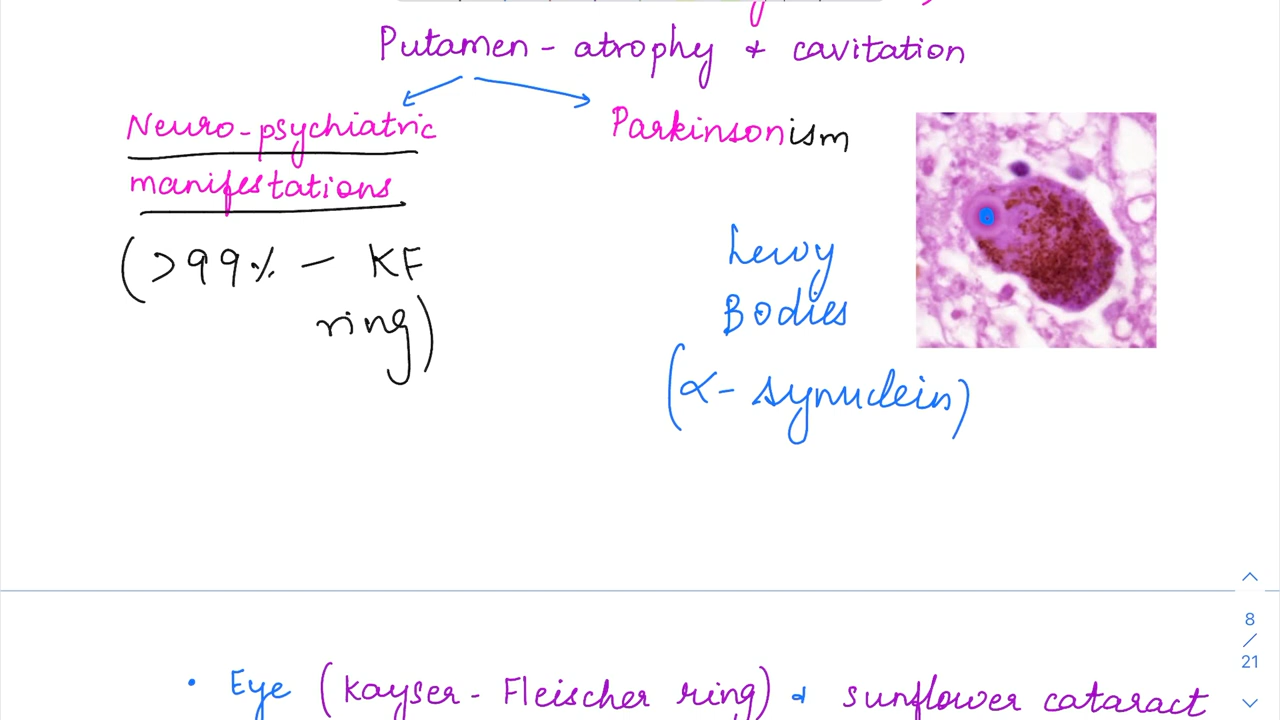 Putamen - atrophy & cavitation
Neuro-psychiatric
manifestations
(>99% - KF
ring)
Parkinsonism
Lewy
Bodies
(α- synuclein)
8
/
21
• Eye (Kayser - Fleischer ring) & sunflower cataract